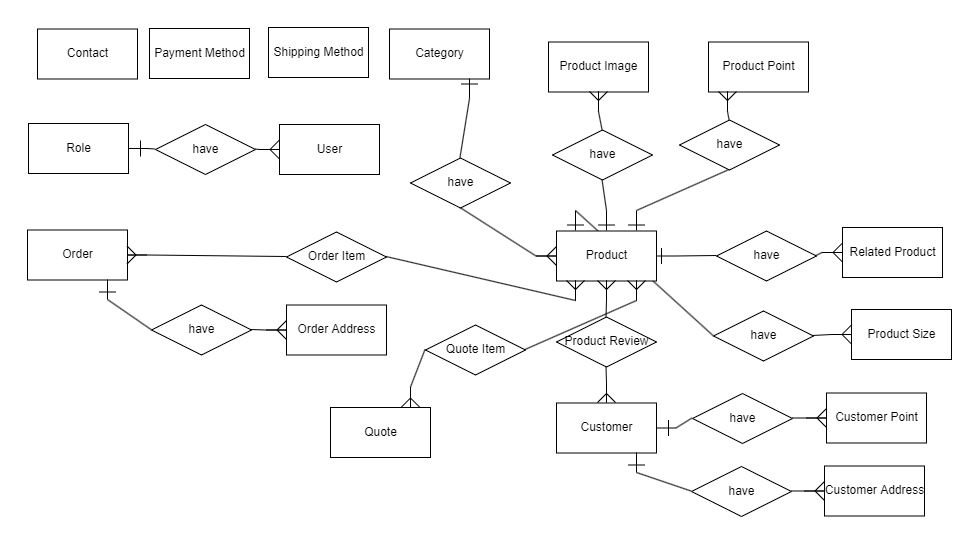 Contact
Payment Method
Shipping Method
Category
Product Image
Product Point
Role
have
User
have
have
have
Order
Order Item
Product
have
Related Product
have
Order Address
Quote Item
Product Review
have
Product Size
Quote
Customer
have
Customer Point
have
Customer Address